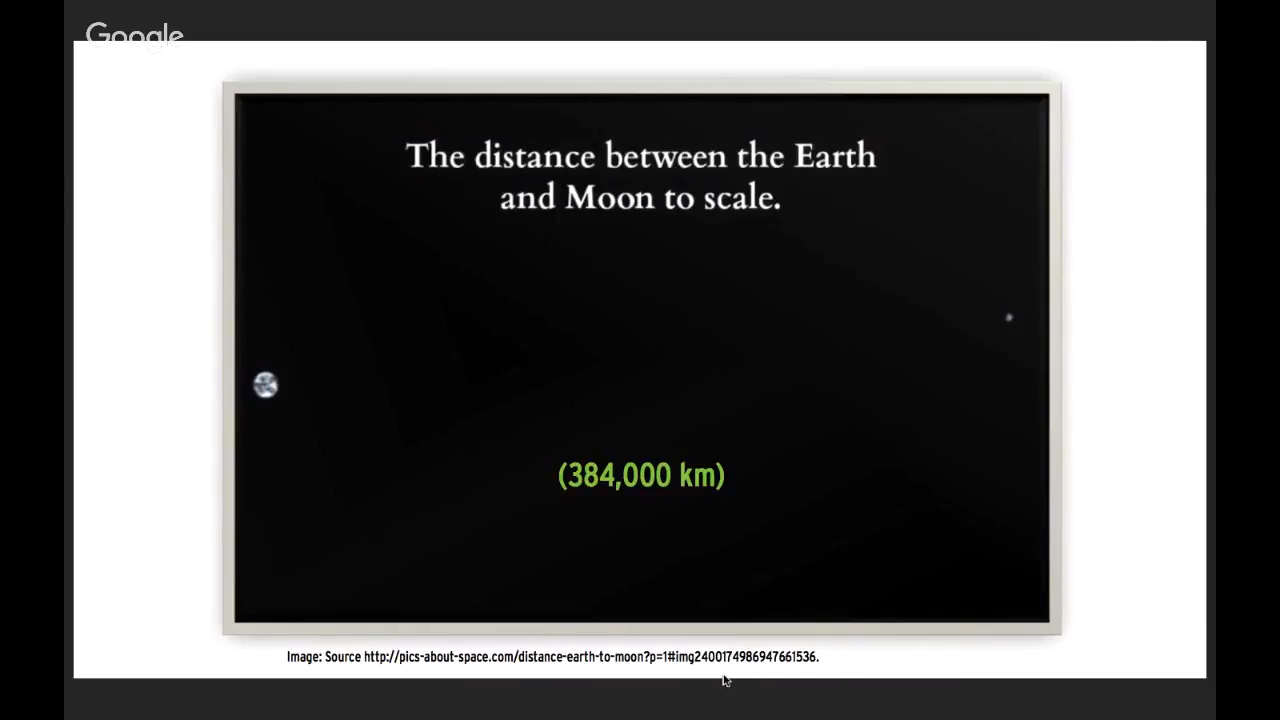 Google
The distance between the Earth
and Moon to scale.
(384,000 km)
Image: Source http://pics-about-space.com/distance-earth-to-moon?p=1#img2400174986947661536.